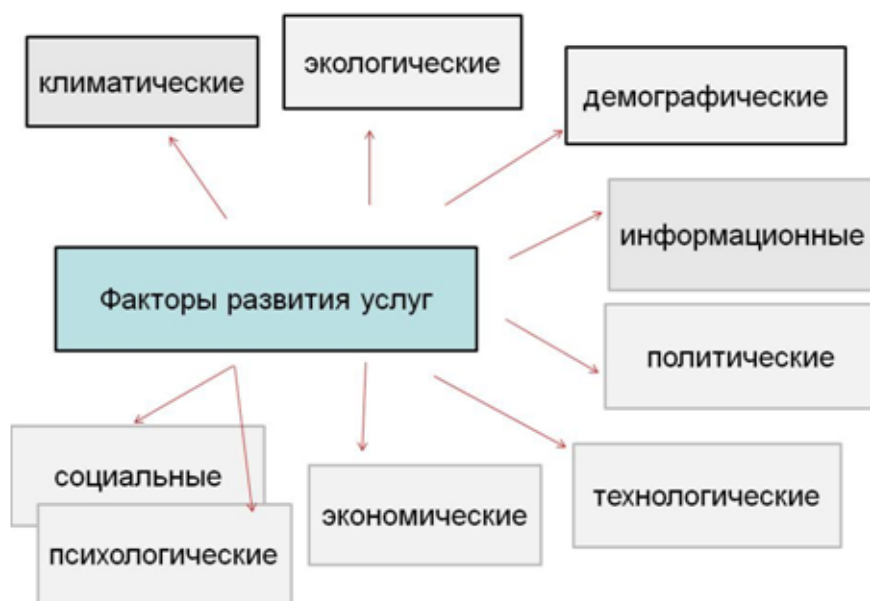 климатические
экологические
демографические
информационные
Факторы развития услуг
политические
социальные
технологические
экономические
психологические